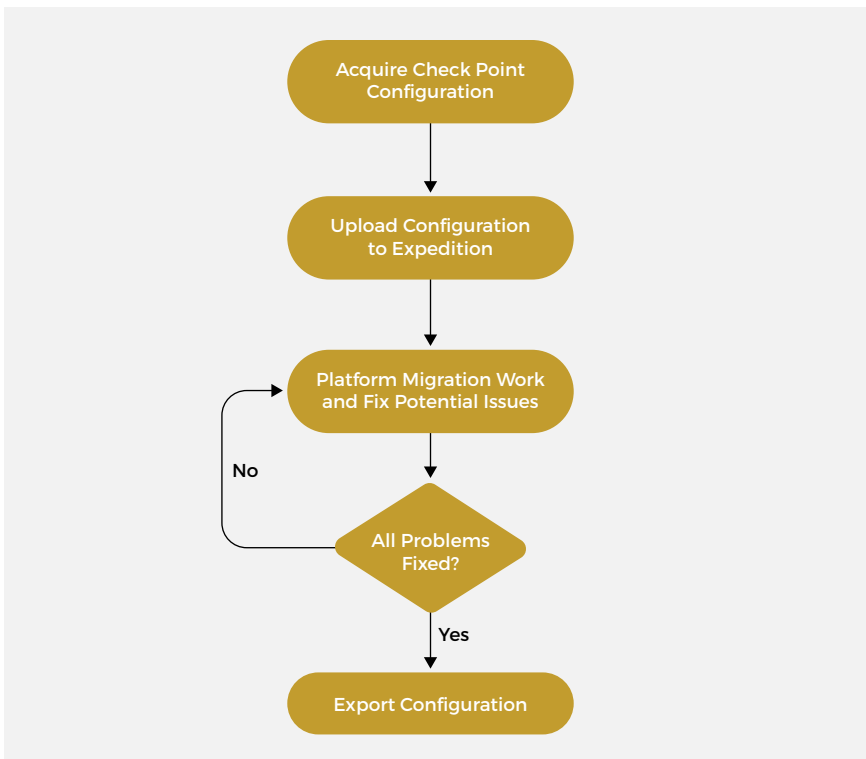 Acquire Check Point
Configuration
Upload Configuration
to Expedition
Platform Migration Work
and Fix Potential Issues
No
All Problems
Fixed?
Yes
Export Configuration